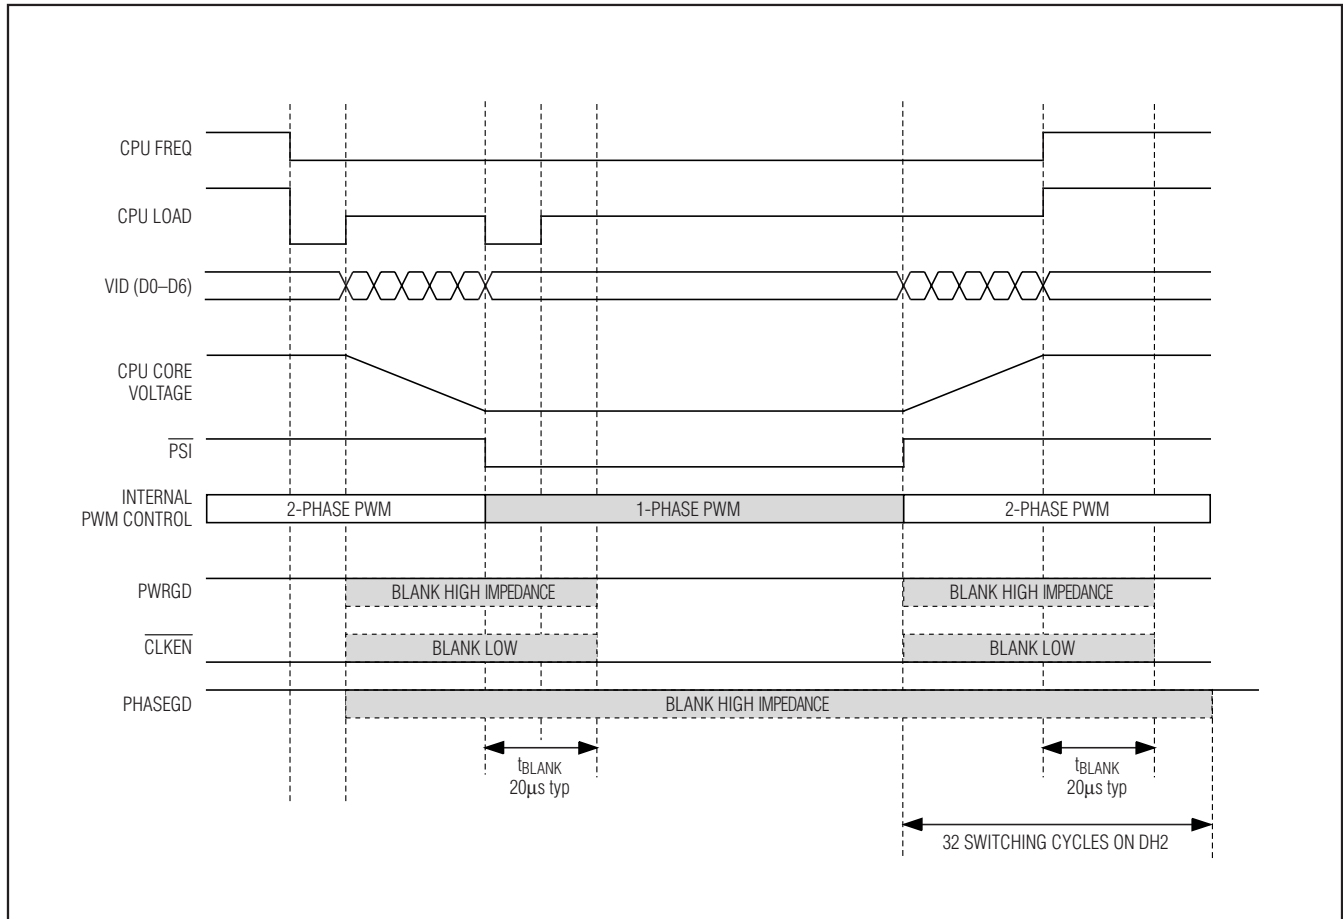 CPU FREQ
CPU LOAD
VID (D0–D6)
CPU CORE
VOLTAGE
PSI
INTERNAL
PWM CONTROL
2-PHASE PWM
1-PHASE PWM
2-PHASE PWM
PWRGD
BLANK HIGH IMPEDANCE
BLANK HIGH IMPEDANCE
CLKEN
BLANK LOW
BLANK LOW
PHASEGD
BLANK HIGH IMPEDANCE
tBLANK
20μs typ
tBLANK
20μs typ
32 SWITCHING CYCLES ON DH2